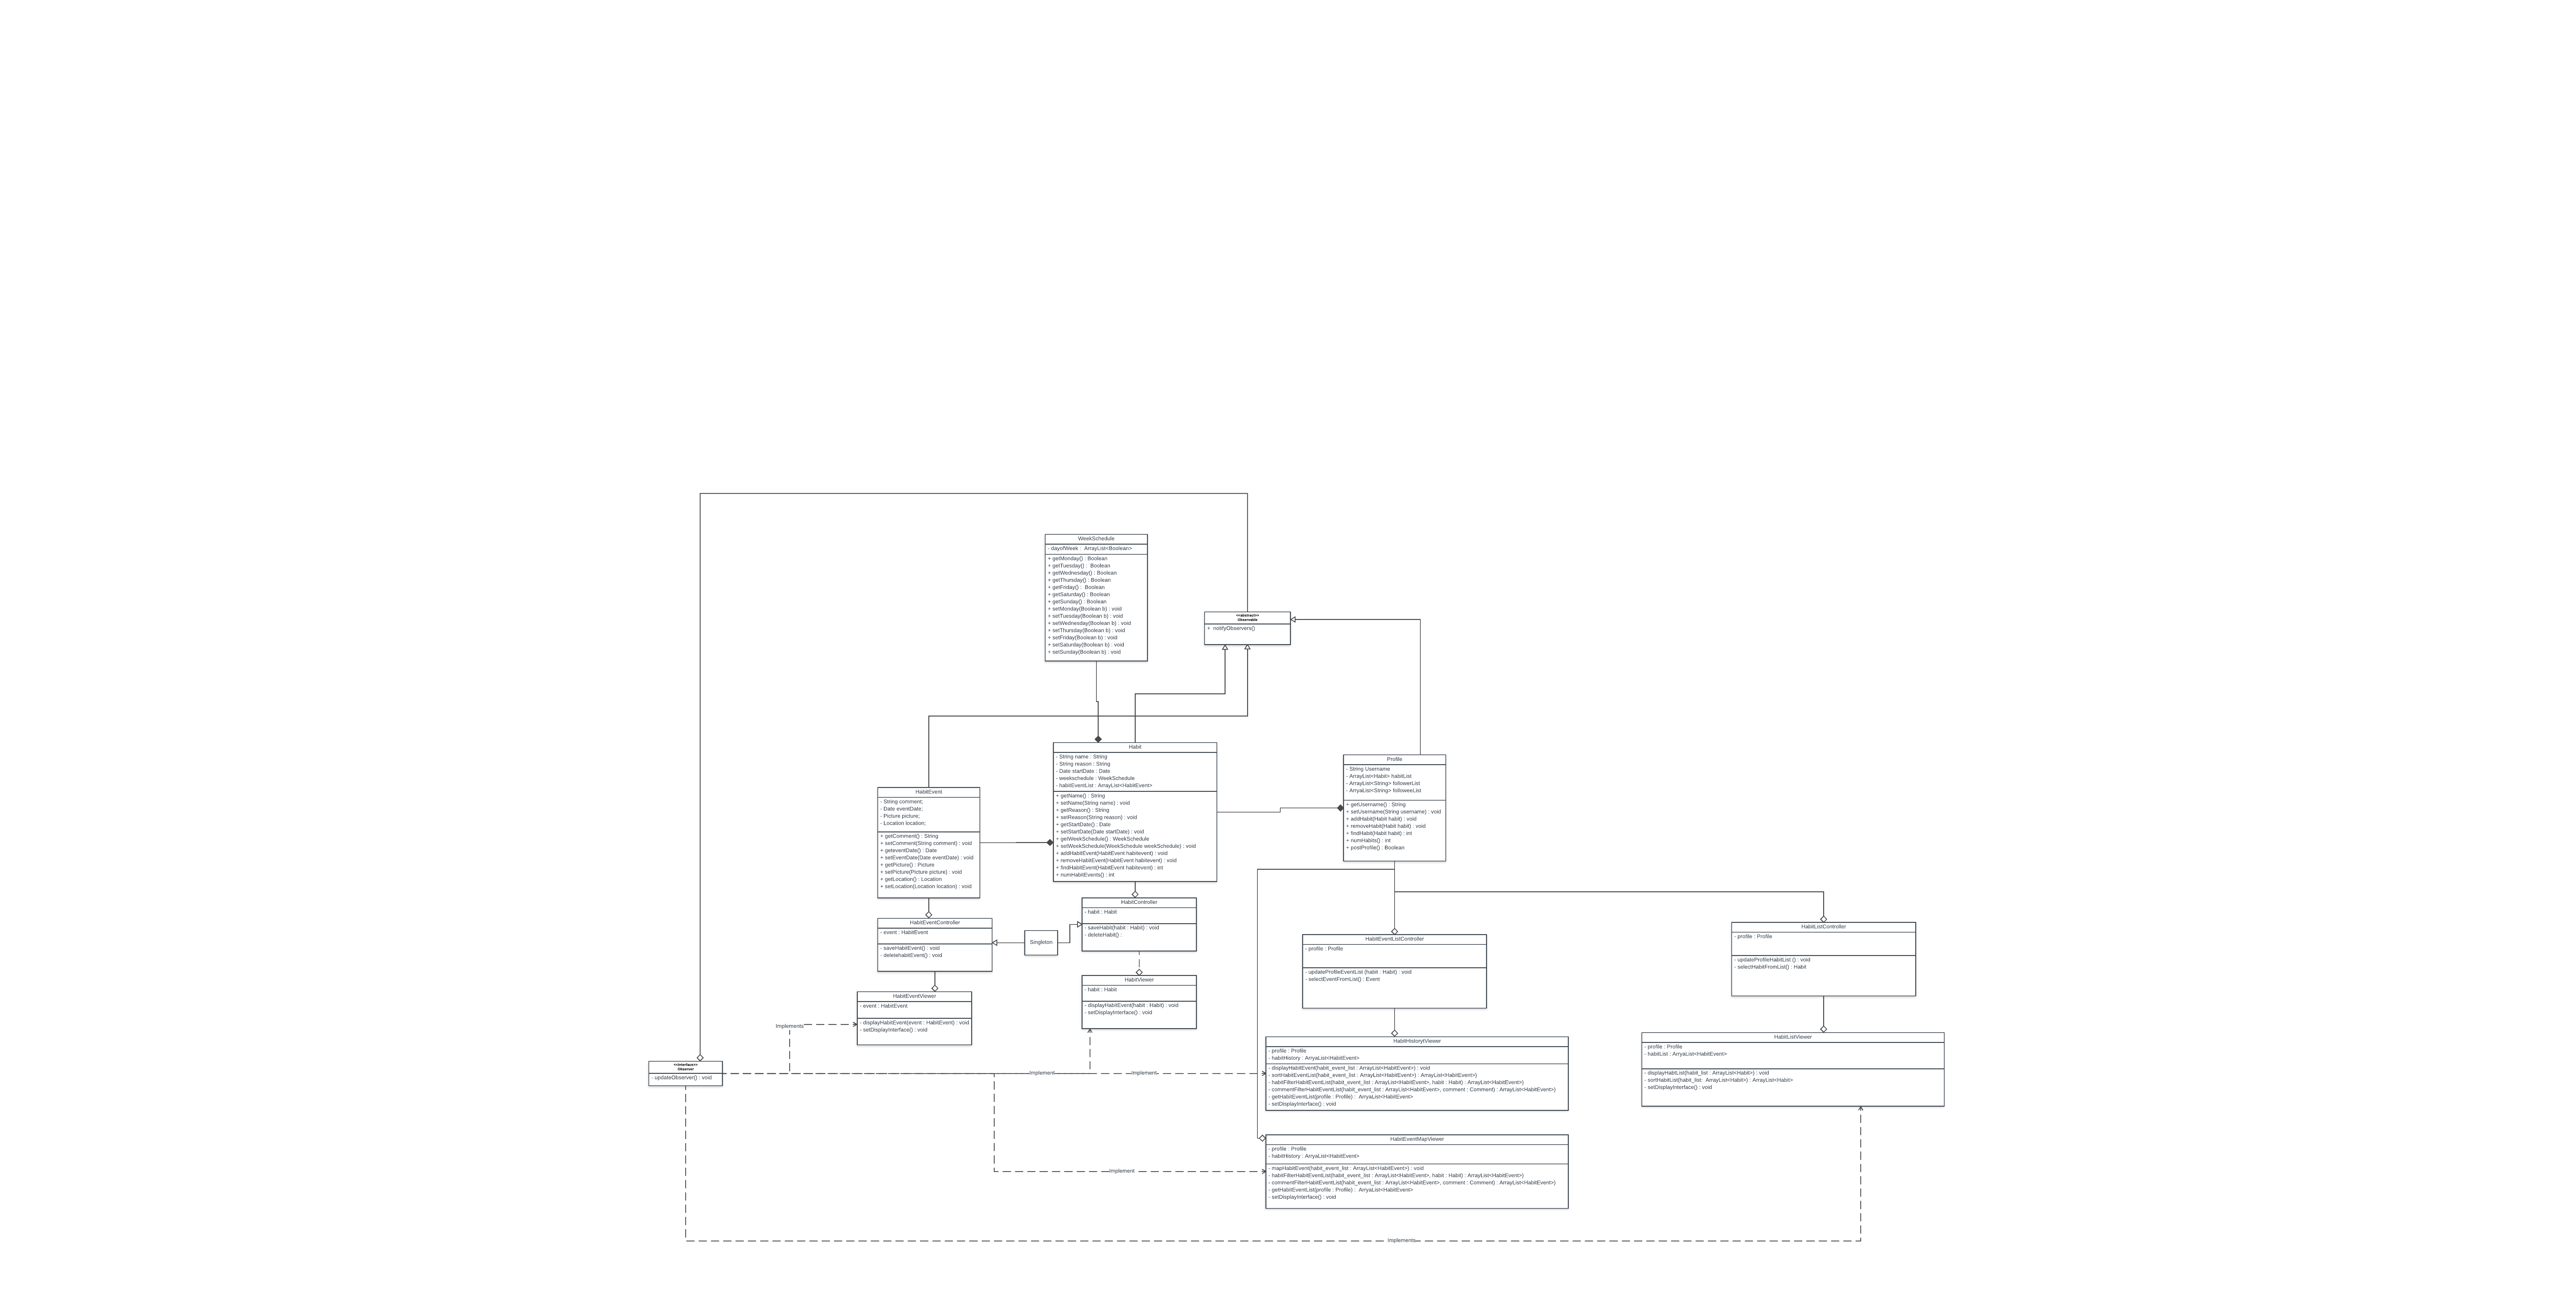 WeekSchedule
- dayofWeek : ArrayList<Boolean>
+ getMonday() : Boolean
+ getTuesday() : Boolean
+ getWednesday() : Boolean
+ getThursday() : Boolean
+ getFriday() : Boolean
+ getSaturday() : Boolean
+ getSunday() : Boolean
+ setMonday(Boolean b) : void
+ setTuesday(Boolean b) : void
+ setWednesday(Boolean b) : void
+ setThursday(Boolean b) : void
+ setFriday(Boolean b) : void
+ setSaturday(Boolean b) : void
+ setSunday(Boolean b) : void
<<abstract>>
Observable
+ notifyObservers()
Habit
- String name : String
- String reason : String
- Date startDate : Date
- weekschedule : WeekSchedule
- habitEventList : ArrayList<HabitEvent>
+ getName() : String
+ setName(String name) : void
+ getReason() : String
+ setReason(String reason) : void
+ getStartDate() : Date
+ setStartDate(Date startDate) : void
+ getWeekSchedule() : WeekSchedule
+ setWeekSchedule(WeekSchedule weekSchedule) : void
+ addHabitEvent(HabitEvent habitevent) : void
+ removeHabitEvent(HabitEvent habitevent) : void
+ findHabitEvent(HabitEvent habitevent) : int
+ numHabitEvents() : int
Profile
- String Username
- ArrayList<Habit> habitList
- ArrayList<String> followerList
- ArryaList<String> followeeList
+ getUsername() : String
+ setUsername(String username) : void
+ addHabit(Habit habit) : void
+ removeHabit(Habit habit) : void
+ findHabit(Habit habit) : int
+ numHabits() : int
+ postProfile() : Boolean
HabitEvent
- String comment;
- Date eventDate;
- Picture picture;
- Location location;
+ getComment() : String
+ setComment(String comment) : void
+ geteventDate() : Date
+ setEventDate(Date eventDate) : void
+ getPicture() : Picture
+ setPicture(Picture picture) : void
+ getLocation() : Location
+ setLocation(Location location) : void
HabitController
- habit : Habit
- saveHabit(habit : Habit) : void
- deleteHabit() :
HabitEventController
- event : HabitEvent
- saveHabitEvent() : void
- deletehabitEvent() : void
Singleton
HabitEventListController
- profile : Profile
- updateProfileEventList (habit : Habit) : void
- selectEventFromList() : Event
HabitListController
- profile : Profile
- updateProfileHabitList () : void
- selectHabitFromList() : Habit
HabitViewer
- habit : Habit
- displayHabitEvent(habit : Habit) : void
- setDisplayInterface() : void
HabitEventViewer
- event : HabitEvent
- displayHabitEvent(event : HabitEvent) : void
- setDisplayInterface() : void
Implements
HabitHistorytViewer
- profile : Profile
- habitHistory : ArryaList<HabitEvent>
- displayHabitEvent(habit_event_list : ArrayList<HabitEvent>) : void
- sortHabitEventList(habit_event_list : ArrayList<HabitEvent>) : ArrayList<HabitEvent>)
- habitFilterHabitEventList(habit_event_list : ArrayList<HabitEvent>, habit : Habit) : ArrayList<HabitEvent>)
- commentFilterHabitEventList(habit_event_list : ArrayList<HabitEvent>, comment : Comment) : ArrayList<HabitEvent>)
- getHabitEventList(profile : Profile) : ArryaList<HabitEvent>
- setDisplayInterface() : void
HabitListViewer
- profile : Profile
- habitList : ArryaList<HabitEvent>
- displayHabitList(habit_list : ArrayList<Habit>) : void
- sortHabitList(habit_list: ArrayList<Habit>) : ArrayList<Habit>
- setDisplayInterface() : void
<<interface>>
Observer
- updateObserver() : void
Implement
Implement
HabitEventMapViewer
- profile : Profile
- habitHistory : ArryaList<HabitEvent>
- mapHabitEvent(habit_event_list : ArrayList<HabitEvent>) : void
- habitFilterHabitEventList(habit_event_list : ArrayList<HabitEvent>, habit : Habit) : ArrayList<HabitEvent>)
- commentFilterHabitEventList(habit_event_list : ArrayList<HabitEvent>, comment : Comment) : ArrayList<HabitEvent>)
- getHabitEventList(profile : Profile) : ArryaList<HabitEvent>
- setDisplayInterface() : void
Implement
Implements